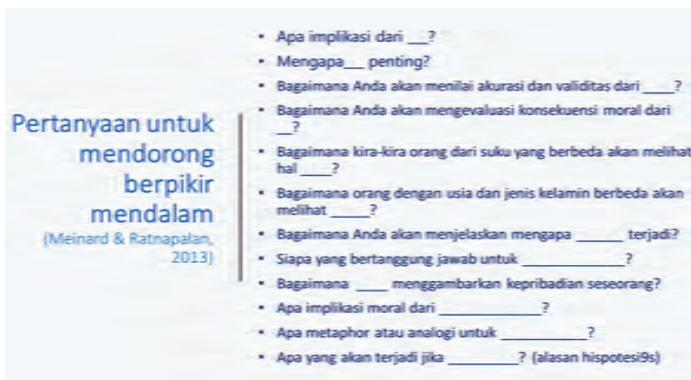 Pertanyaan untuk
mendorong
berpikir
mendalam
(Meinard & Ratnapalan,
2013)
• Apa implikasi dari __?
• Mengapa__ penting?
• Bagaimana Anda akan menilai akurasi dan validitas dari ____?
• Bagaimana Anda akan mengevaluasi konsekuensi moral dari
__?
• Bagaimana kira-kira orang dari suku yang berbeda akan melihat
hal ____?
• Bagaimana orang dengan usia dan jenis kelamin berbeda akan
melihat _____?
• Bagaimana Anda akan menjelaskan mengapa ______ terjadi?
• Siapa yang bertanggung jawab untuk _____________?
• Bagaimana ____ menggambarkan kepribadian seseorang?
• Apa implikasi moral dari _____________?
• Apa metaphor atau analogi untuk ___________?
• Apa yang akan terjadi jika _________? (alasan hispotesi9s)